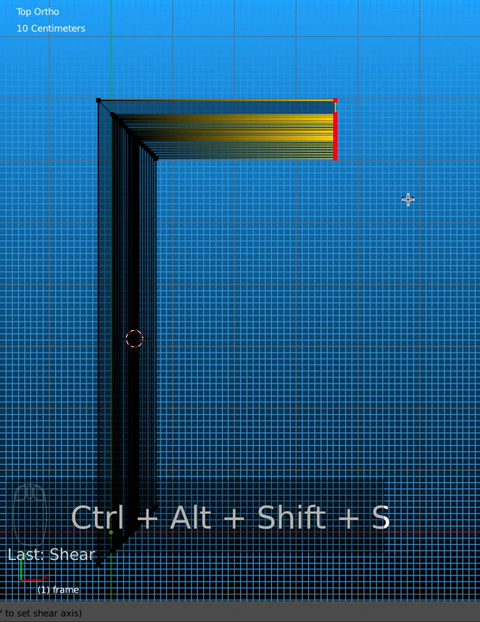 Top Ortho
10 Centimeters
Ctrl + Alt + Shift + S
Last: Shear
(1) frame
to set shear axis)